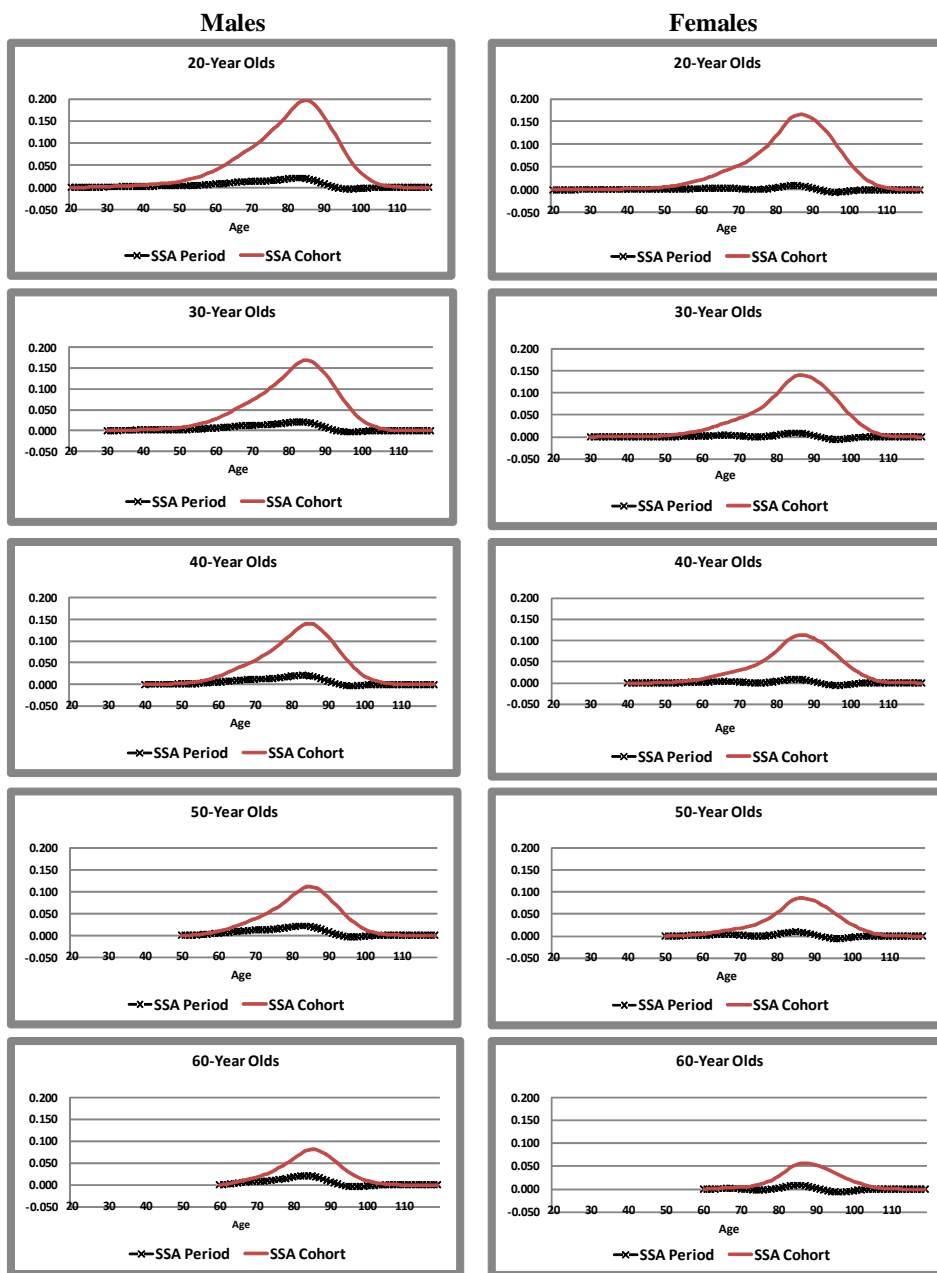 Males
Females
20-Year Olds
0.200
0.150
0.100
0.050
0.000
-0.050
20 30 40 50 60 70 80 90 100 110
Age
SSA Period SSA Cohort
20-Year Olds
0.200
0.150
0.100
0.050
0.000
-0.050
20 30 40 50 60 70 80 90 100 110
Age
SSA Period SSA Cohort
30-Year Olds
0.200
0.150
0.100
0.050
0.000
-0.050
20 30 40 50 60 70 80 90 100 110
Age
SSA Period SSA Cohort
30-Year Olds
0.200
0.150
0.100
0.050
0.000
-0.050
20 30 40 50 60 70 80 90 100 110
Age
SSA Period SSA Cohort
40-Year Olds
0.200
0.150
0.100
0.050
0.000
-0.050
20 30 40 50 60 70 80 90 100 110
Age
SSA Period SSA Cohort
40-Year Olds
0.200
0.150
0.100
0.050
0.000
-0.050
20 30 40 50 60 70 80 90 100 110
Age
SSA Period SSA Cohort
50-Year Olds
0.200
0.150
0.100
0.050
0.000
-0.050
20 30 40 50 60 70 80 90 100 110
Age
SSA Period SSA Cohort
50-Year Olds
0.200
0.150
0.100
0.050
0.000
-0.050
20 30 40 50 60 70 80 90 100 110
Age
SSA Period SSA Cohort
60-Year Olds
0.200
0.150
0.100
0.050
0.000
-0.050
20 30 40 50 60 70 80 90 100 110
Age
SSA Period SSA Cohort
60-Year Olds
0.200
0.150
0.100
0.050
0.000
-0.050
20 30 40 50 60 70 80 90 100 110
Age
SSA Period SSA Cohort